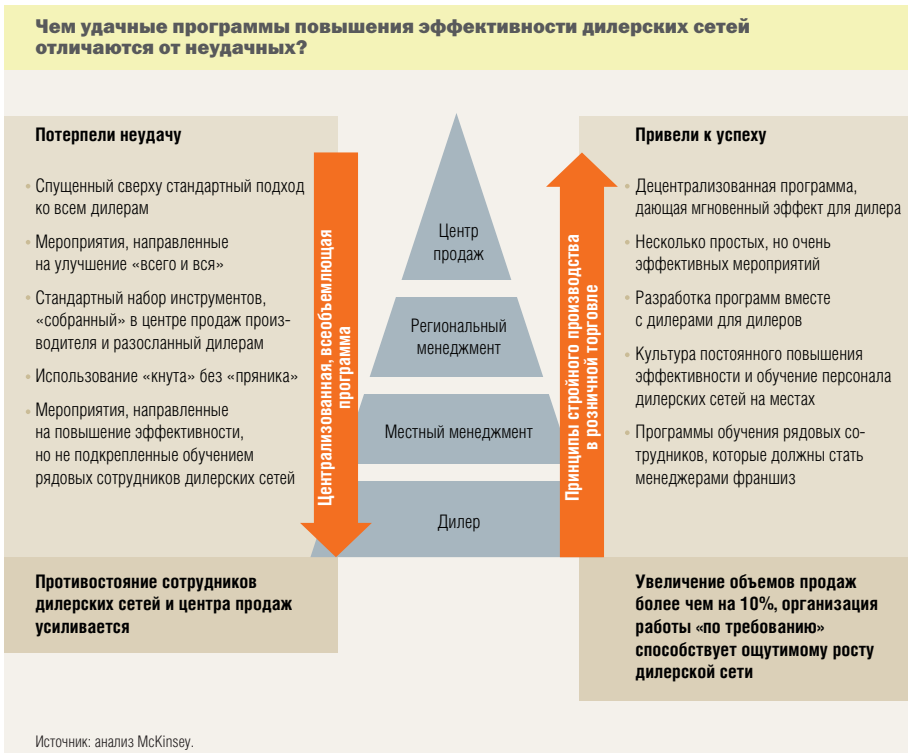 Чем удачные программы повышения эффективности дилерских сетей
отличаются от неудачных?
Потерпели неудачу
• Спущенный сверху стандартный подход
ко всем дилерам
• Мероприятия, направленные
на улучшение «всего и вся»
• Стандартный набор инструментов,
«собранный» в центре продаж произ-
водителя и разосланный дилерам
• Использование «кнута» без «пряника»
• Мероприятия, направленные
на повышение эффективности,
но не подкрепленные обучением
рядовых сотрудников дилерских сетей
Противостояние сотрудников
дилерских сетей и центра продаж
усиливается
Централизованная, всеобъемлющая
программа
Центр
продаж
Региональный
менеджмент
Местный менеджмент
Дилер
Принципы стройного производства
в розничной торговле
Привели к успеху
• Децентрализованная программа,
дающая мгновенный эффект для дилера
• Несколько простых, но очень
эффективных мероприятий
• Разработка программ вместе
с дилерами для дилеров
• Культура постоянного повышения
эффективности и обучение персонала
дилерских сетей на местах
• Программы обучения рядовых со-
трудников, которые должны стать
менеджерами франшиз
Увеличение объемов продаж
более чем на 10%, организация
работы «по требованию»
способствует ощутимому росту
дилерской сети
Источник: анализ McKinsey.